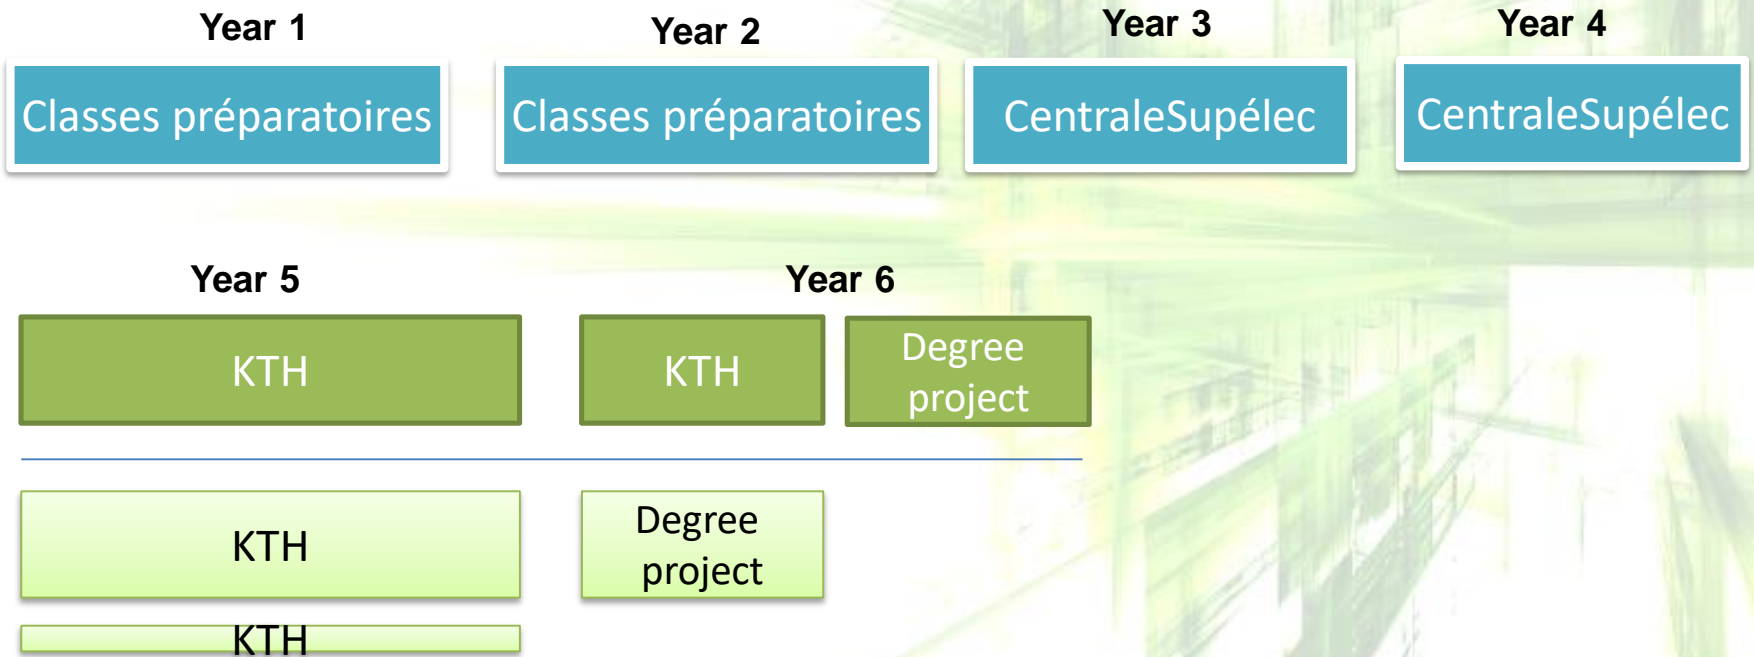 Year 1
Year 2
Year 3
Year 4
Classes préparatoires
Classes préparatoires
CentraleSupélec
CentraleSupélec
Year 5
Year 6
KTH
KTH
Degree
project
KTH
Degree
project
KTH